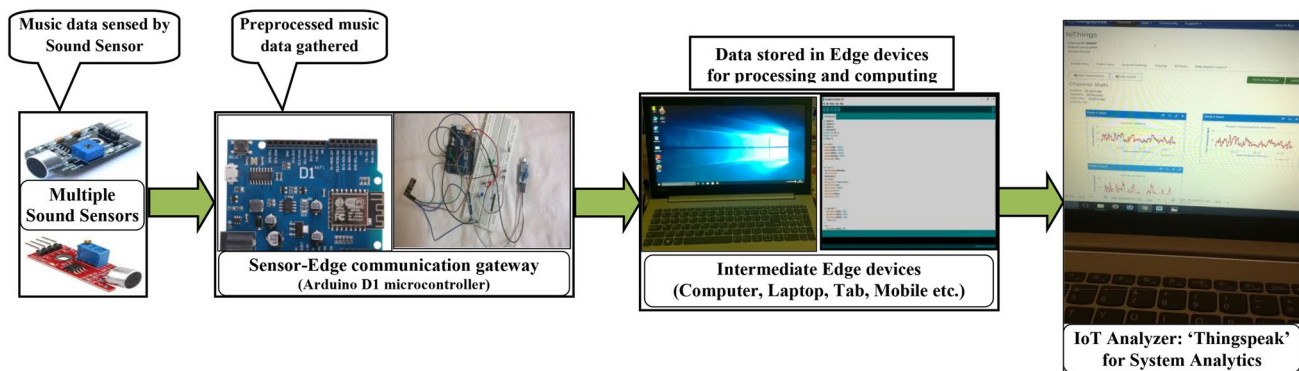 Music data sensed by
Sound Sensor
Preprocessed music
data gathered
Data stored in Edge devices
for processing and computing
Multiple
Sound Sensors
D1
Sensor-Edge communication gateway
(Arduino D1 microcontroller)
Intermediate Edge devices
(Computer, Laptop, Tab, Mobile etc.)
IoThings
Channel Stats
IoT Analyzer: ‘Thingspeak’
for System Analytics